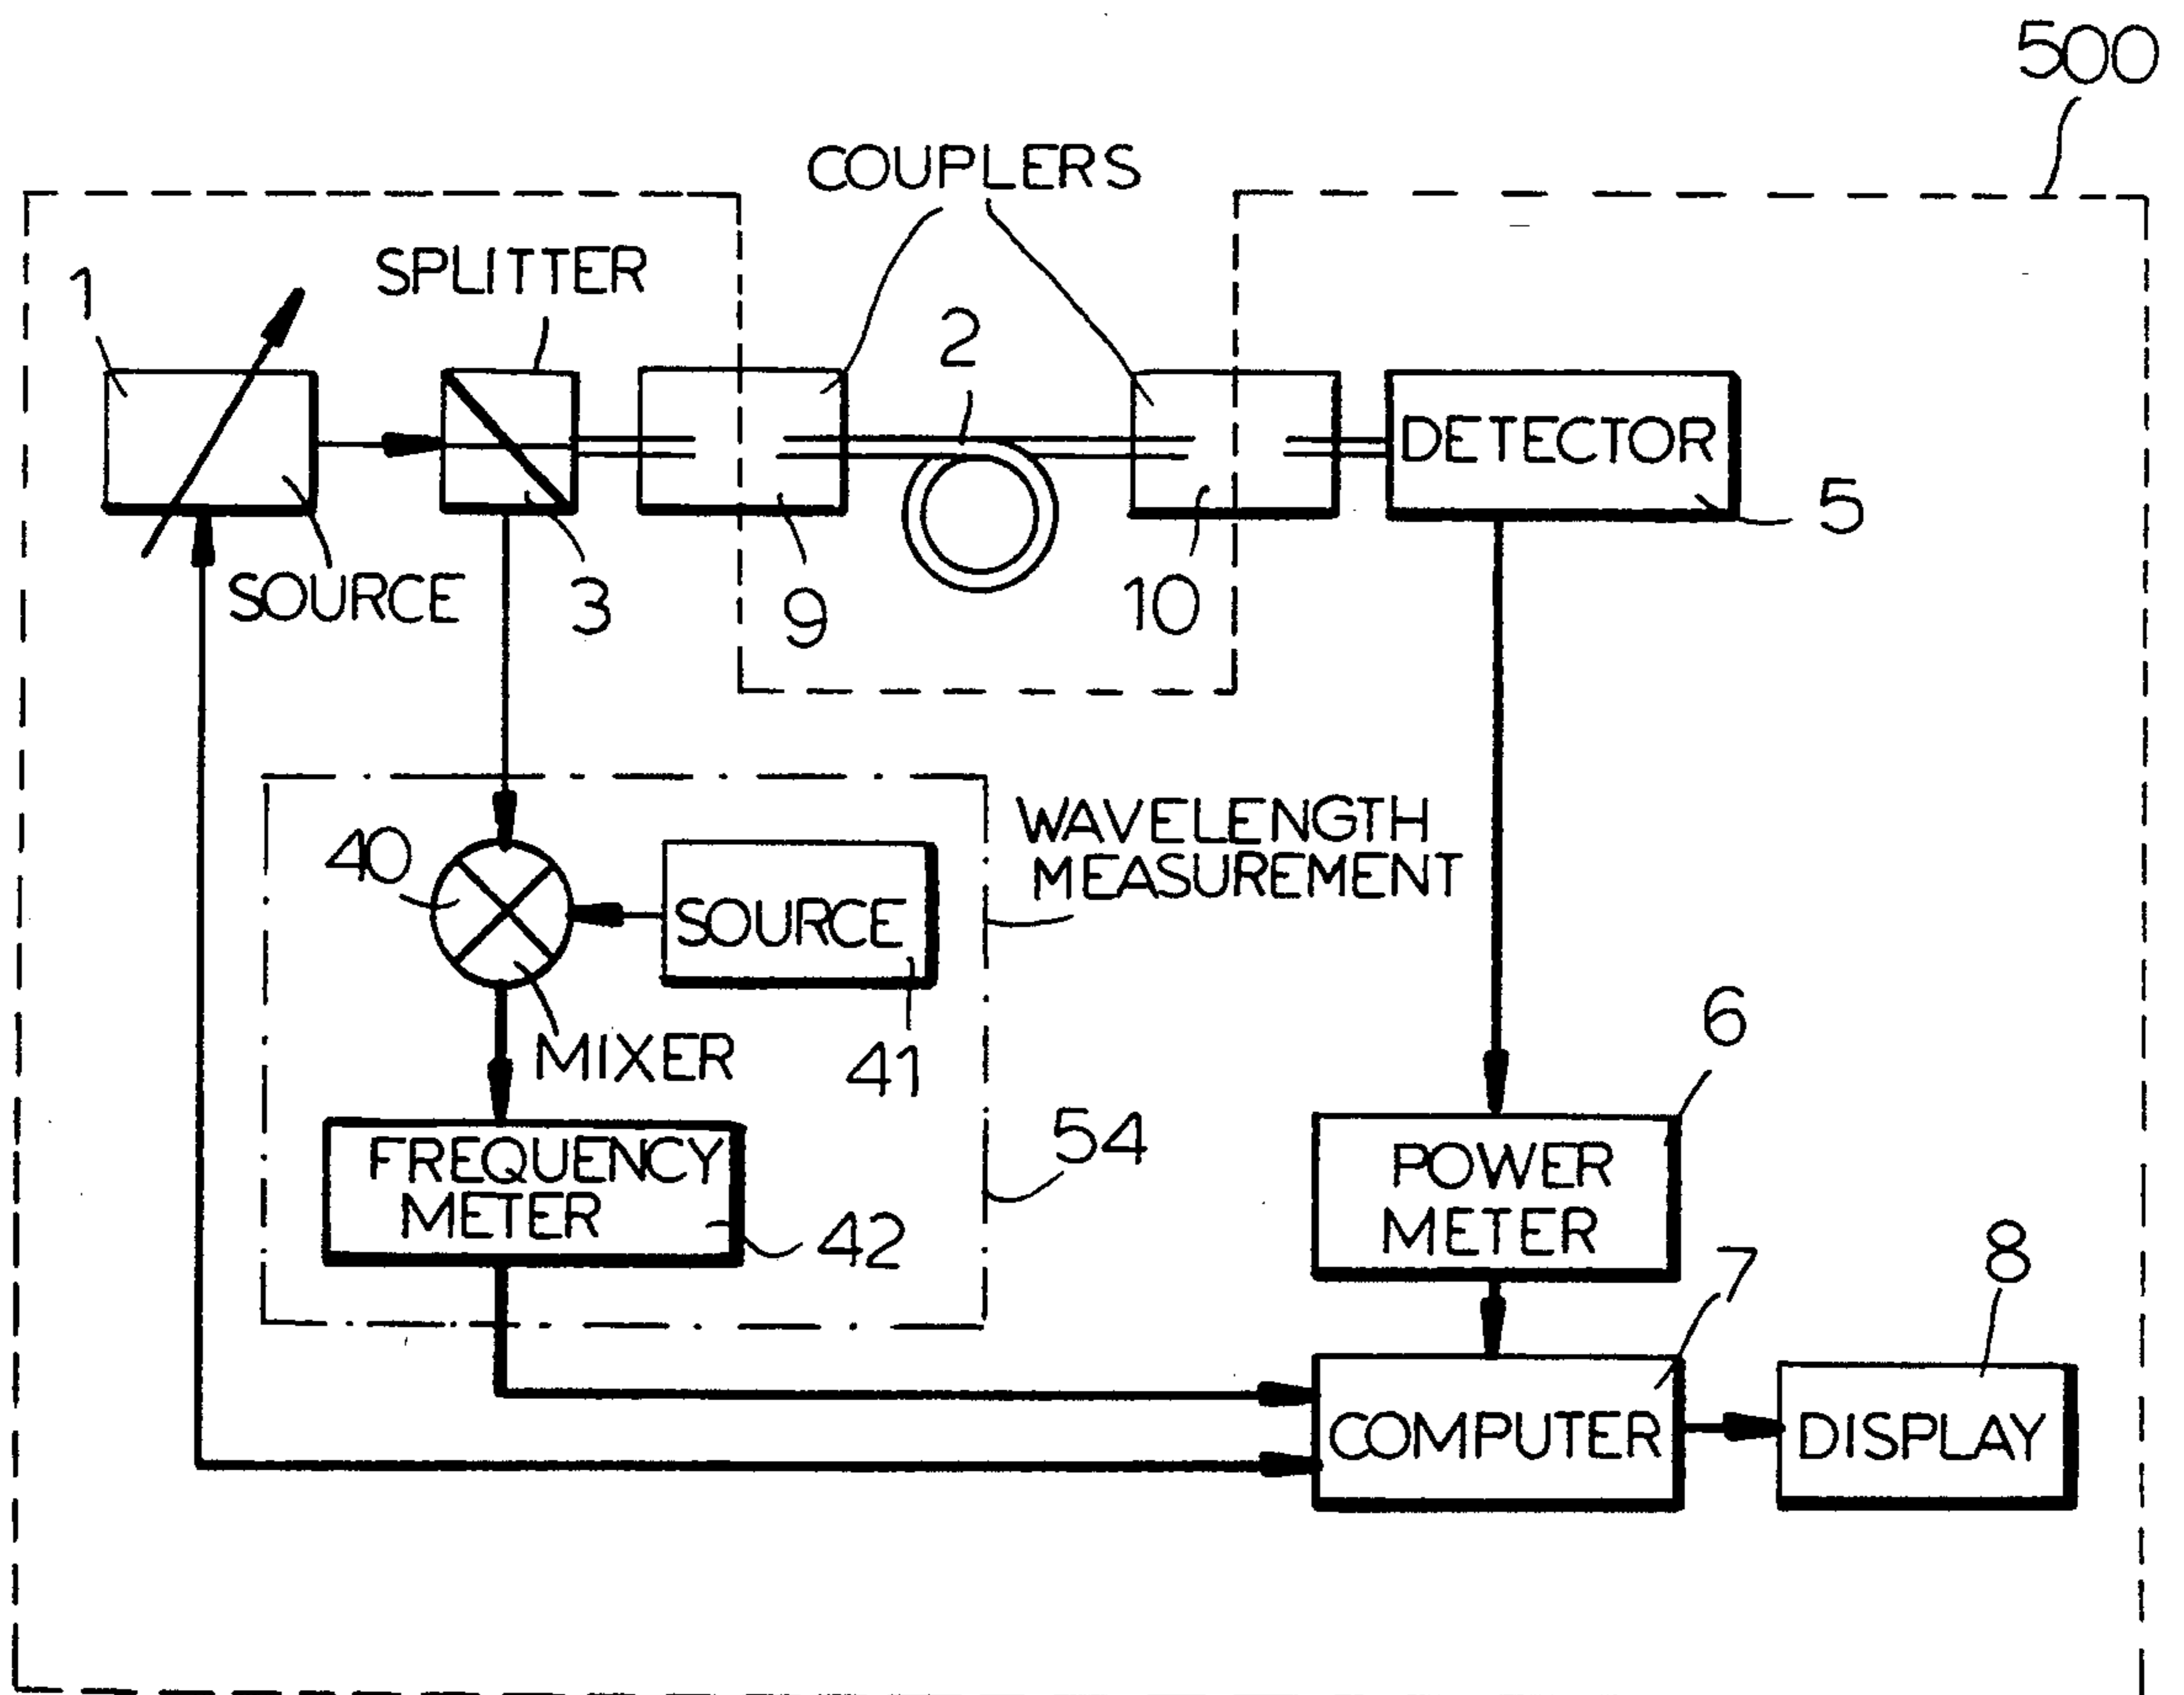 500
COUPLERS
SPLITTER
1
2
DETECTOR
5
SOURCE
3
9
10
WAVELENGTH
MEASUREMENT
40
SOURCE
MIXER
41
6
54
FREQUENCY
METER
42
POWER
METER
7
8
COMPUTER
DISPLAY